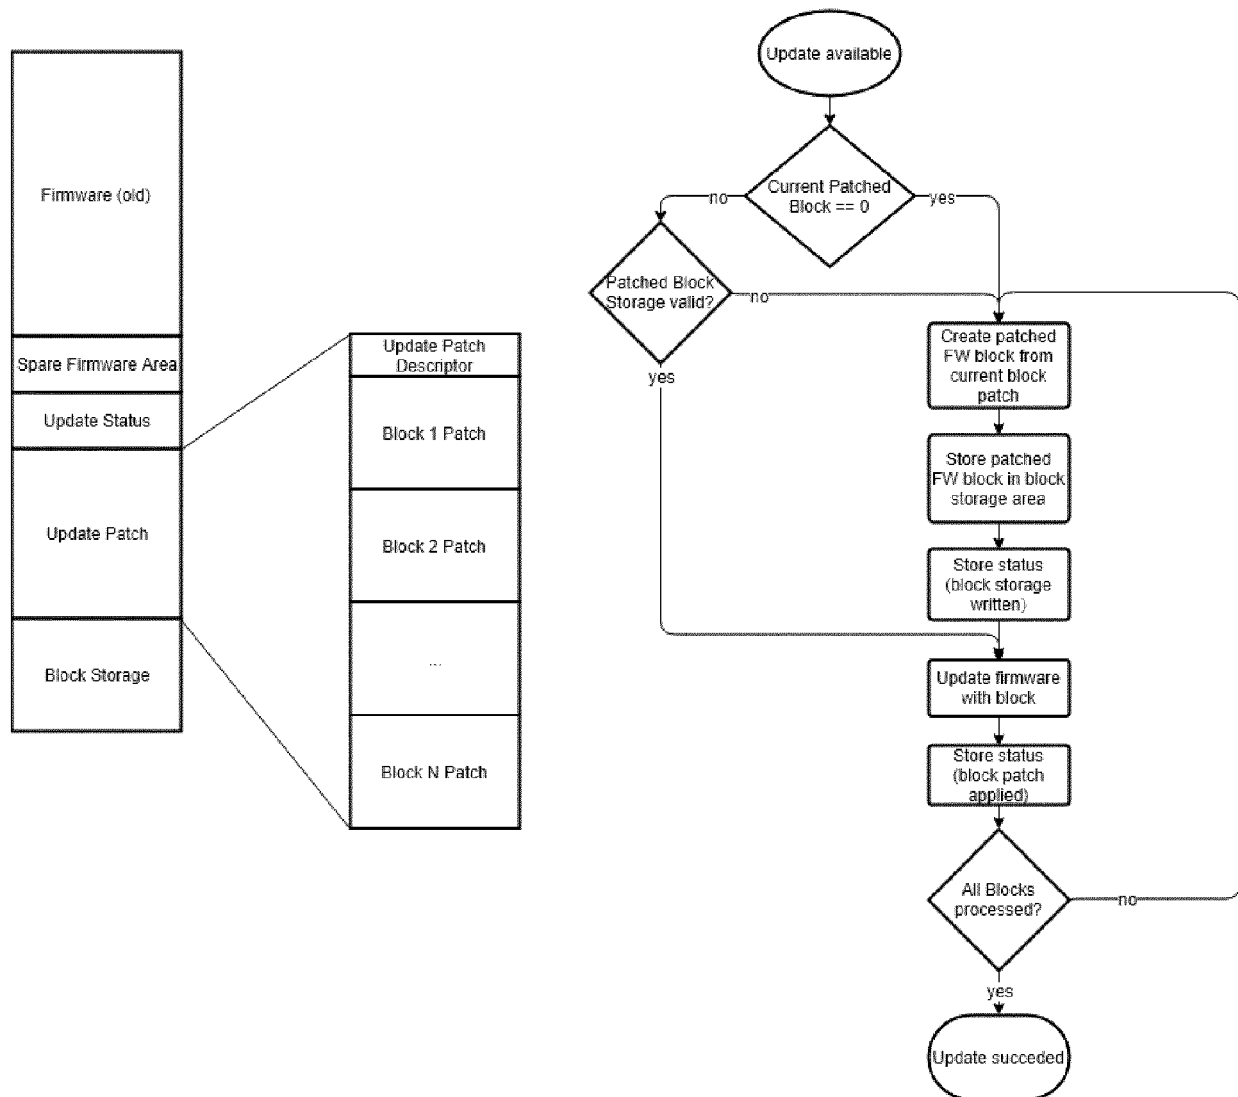 Firmware (old)
Spare Firmware Area
Update Status
Update Patch
Block Storage
Update Patch
Descriptor
Block 1 Patch
Block 2 Patch
...
Block N Patch
Update available
Current Patched
Block == 0
no
yes
Patched Block
Storage valid?
no
yes
Create patched
FW block from
current block
patch
Store patched
FW block in block
storage area
Store status
(block storage
written)
Update firmware
with block
Store status
(block patch
applied)
All Blocks
processed?
no
yes
Update succeded